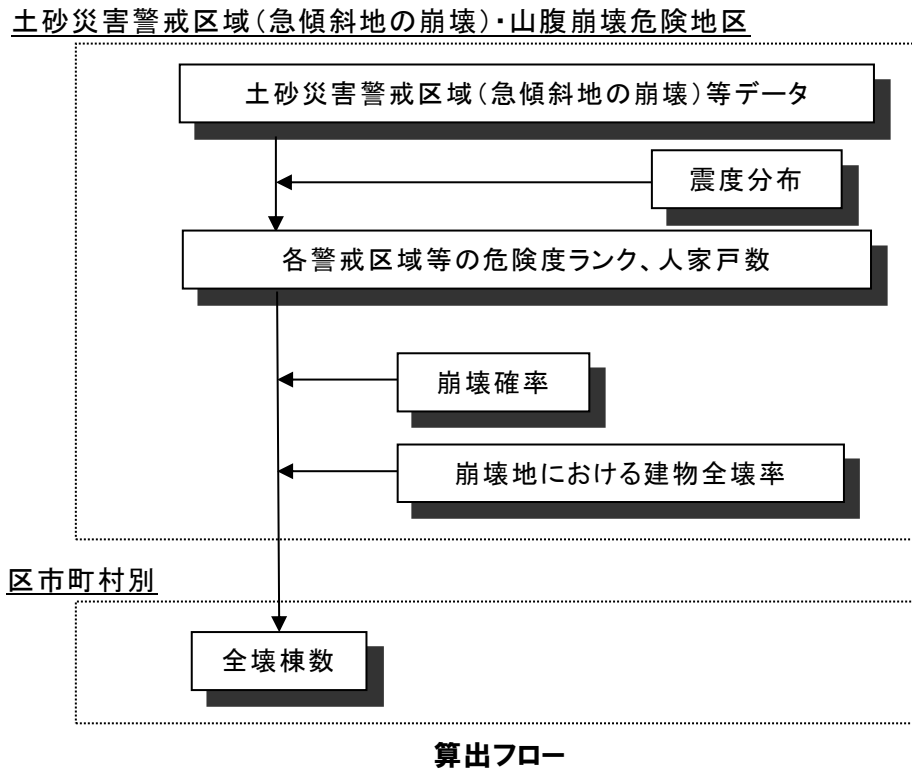 土砂災害警戒区域(急傾斜地の崩壊)・山腹崩壊危険地区
土砂災害警戒区域(急傾斜地の崩壊)等データ
震度分布
各警戒区域等の危険度ランク、人家戸数
崩壊確率
崩壊地における建物全壊率
区市町村別
全壊棟数
算出フロー